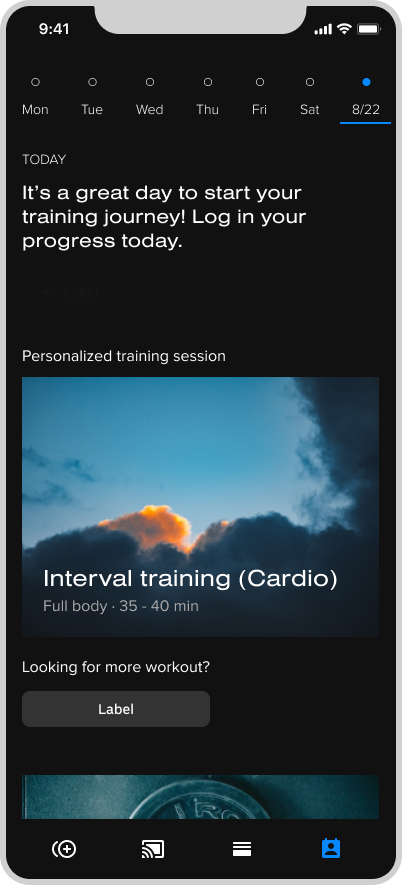 9:41
Mon Tue Wed Thu Fri Sat 8/22
TODAY
It’s a great day to start your
training journey! Log in your
progress today.
Label
Personalized training session
Interval training (Cardio)
Full body · 35 - 40 min
Looking for more workout?
Label